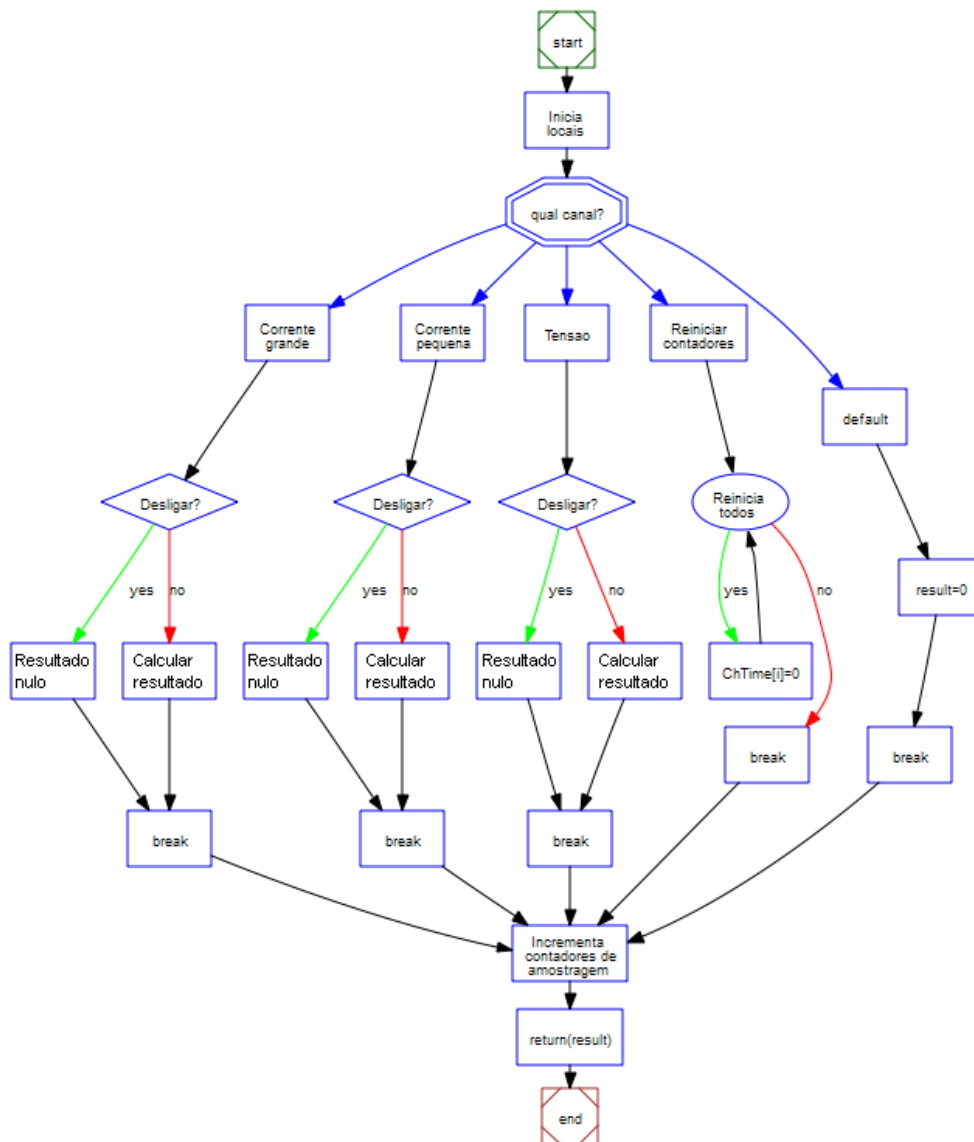 start
Inicia
locais
qual canal?
Corrente
grande
Corrente
pequena
Tensao
Reiniciar
contadores
default
Desligar?
Desligar?
Desligar?
Reinicia
todos
yes
no
yes
no
yes
no
yes
no
result=0
Resultado
nulo
Calcular
resultado
Resultado
nulo
Calcular
resultado
Resultado
nulo
Calcular
resultado
ChTime[i]=0
break
break
break
break
break
Incrementa
contadores de
amostragem
return(result)
end